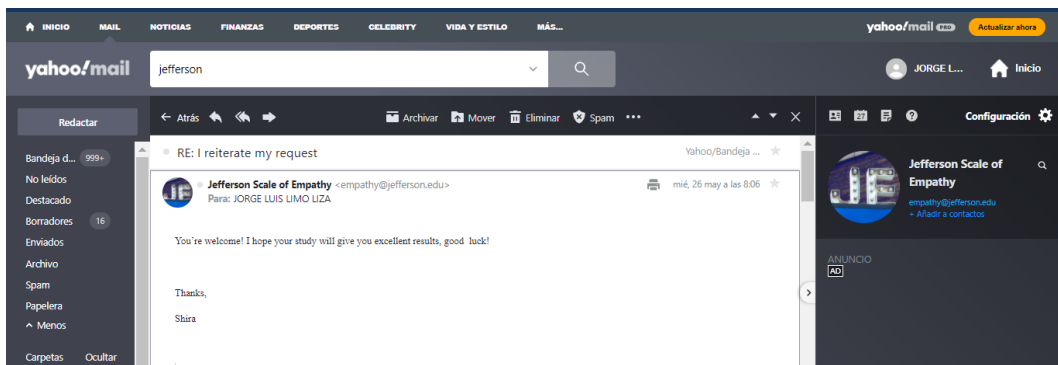 INICIO MAIL NOTICIAS FINANZAS DEPORTES CELEBRITY VIDA Y ESTILO MÁS... yahoo!mail PRO Actualizar ahora
yahoo!mail jefferson JORGE L... Inicio
Redactar Atrás Archivar Mover Eliminar Spam ••• 27 Configuración
Bandeja d... 999+
No leídos
Destacado
Borradores 16
Enviados
Archivo
Spam
Papelera
Menos
Carpetas Ocultar
RE: I reiterate my request Yahoo/Bandeja ...
JE Jefferson Scale of Empathy <empathy@jefferson.edu> mié, 26 may a las 8:06
Para: JORGE LUIS LIMO LIZA
You're welcome! I hope your study will give you excellent results, good luck!
Thanks,
Shira
JE
Jefferson Scale of
Empathy
empathy@jefferson.edu
+ Añadir a contactos
ANUNCIO
AD